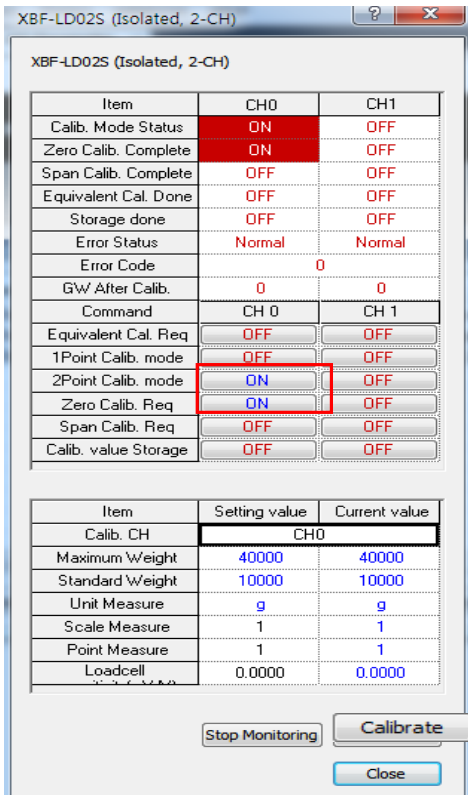 XBF-LD02S (Isolated, 2-CH)
XBF-LD02S (Isolated, 2-CH)
Item CH0 CH1
Calib. Mode Status ON OFF
Zero Calib. Complete ON OFF
Span Calib. Complete OFF OFF
Equivalent Cal. Done OFF OFF
Storage done OFF OFF
Error Status Normal Normal
Error Code 0
GW After Calib. 0 0
Command CH 0 CH 1
Equivalent Cal. Req OFF OFF
1Point Calib. mode OFF OFF
2Point Calib. mode ON OFF
Zero Calib. Req ON OFF
Span Calib. Req OFF OFF
Calib. value Storage OFF OFF
Item Setting value Current value
Calib. CH CH0
Maximum Weight 40000 40000
Standard Weight 10000 10000
Unit Measure g g
Scale Measure 1 1
Point Measure 1 1
Loadcell 0.0000 0.0000
Stop Monitoring Calibrate
Close